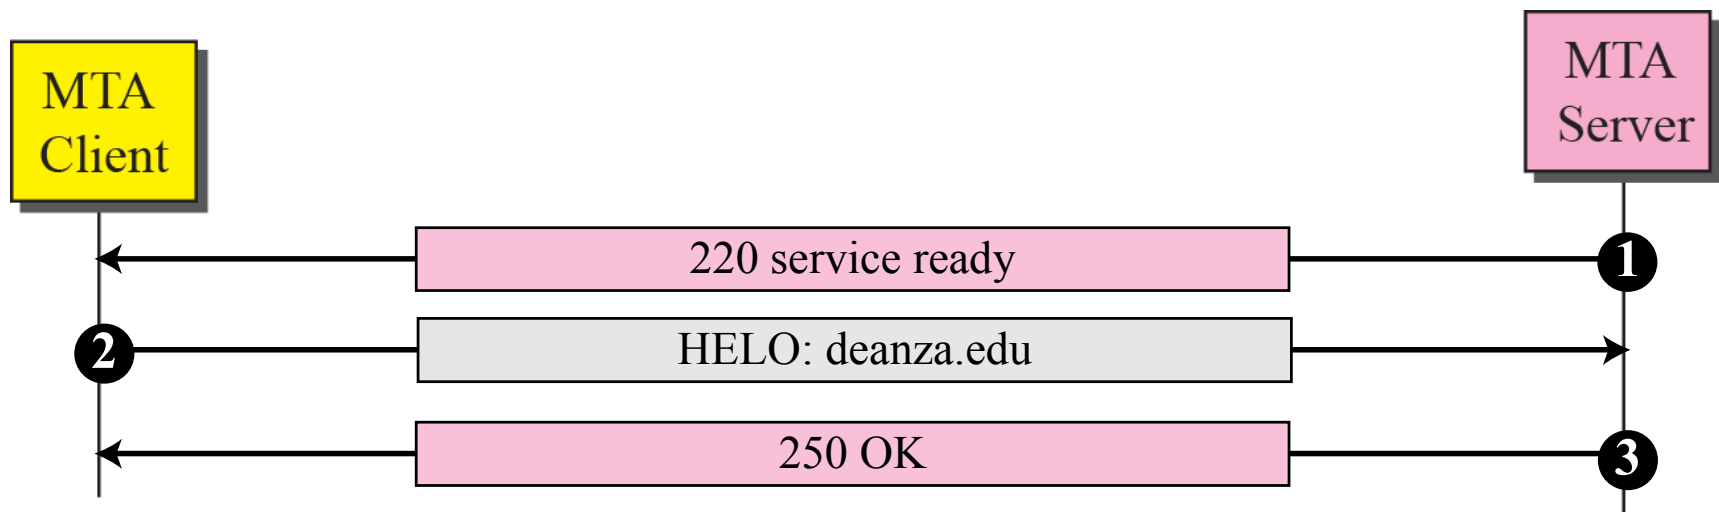 MTA
Client
MTA
Server
220 service ready
1
2
HELO: deanza.edu
250 OK
3